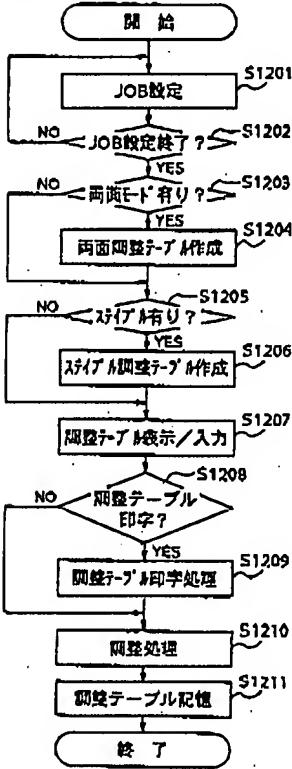 開 始
S1201
JOB設定
S1202
JOB設定終了?
NO
YES
S1203
両面モード有り?
NO
YES
S1204
両面調整テーブル作成
S1205
ステイプル有り?
NO
YES
S1206
ステイプル調整テーブル作成
S1207
調整テーブル表示/入力
S1208
調整テーブル
印字?
NO
YES
S1209
調整テーブル印字処理
S1210
調整処理
S1211
調整テーブル記憶
終 了